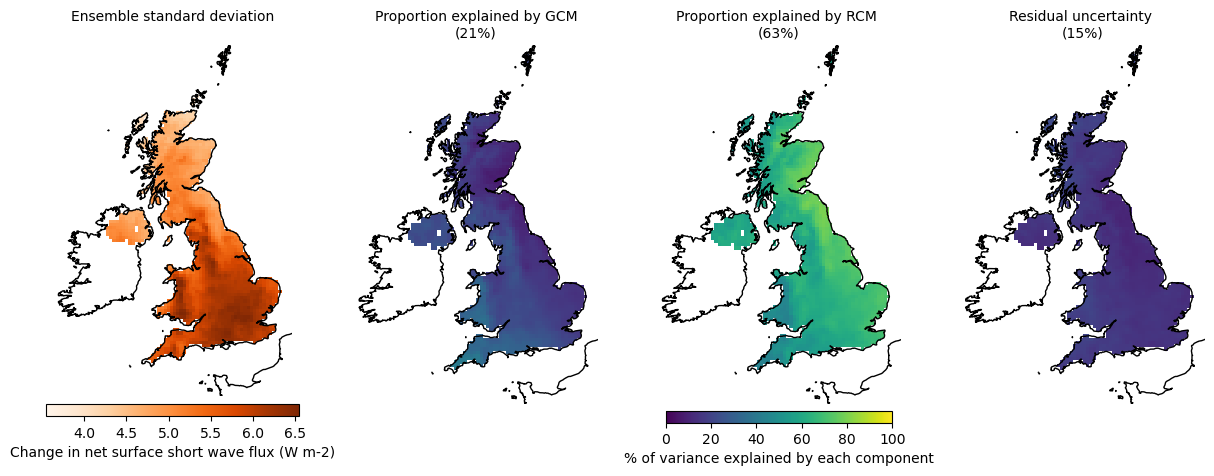 Ensemble standard deviation
Proportion explained by GCM
(21%)
Proportion explained by RCM
(63%)
Residual uncertainty
(15%)
4.0 4.5 5.0 5.5 6.0 6.5
Change in net surface short wave flux (W m-2)
0 20 40 60 80 100
% of variance explained by each component